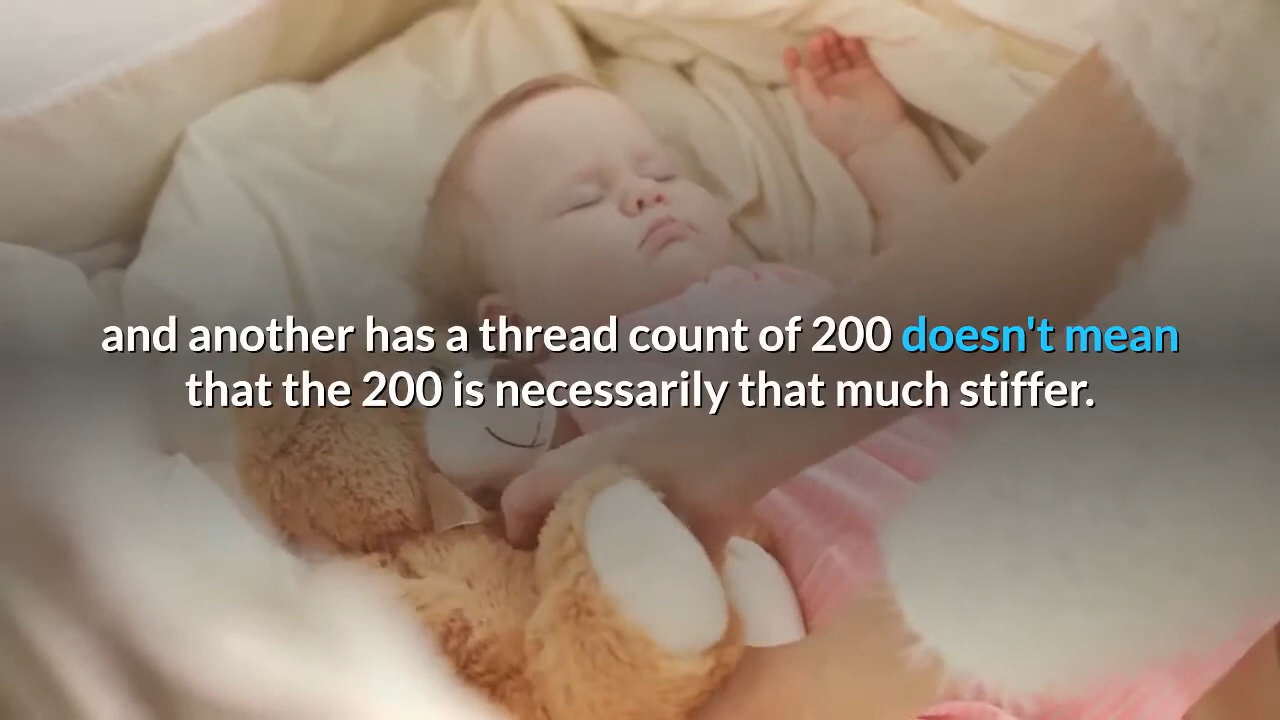 and another has a thread count of 200 doesn't mean
that the 200 is necessarily that much stiffer.